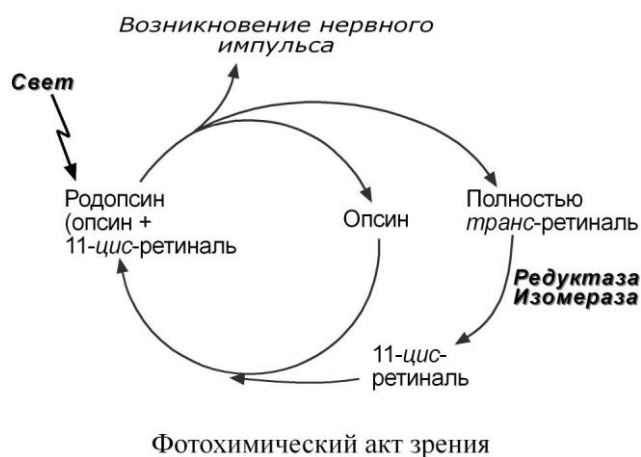 Возникновение нервного
импульса
Свет
Родопсин
(опсин +
11-цис-ретиналь
Опсин
Полностью
транс-ретиналь
Редуктаза
Изомераза
11-цис-
ретиналь
Фотохимический акт зрения